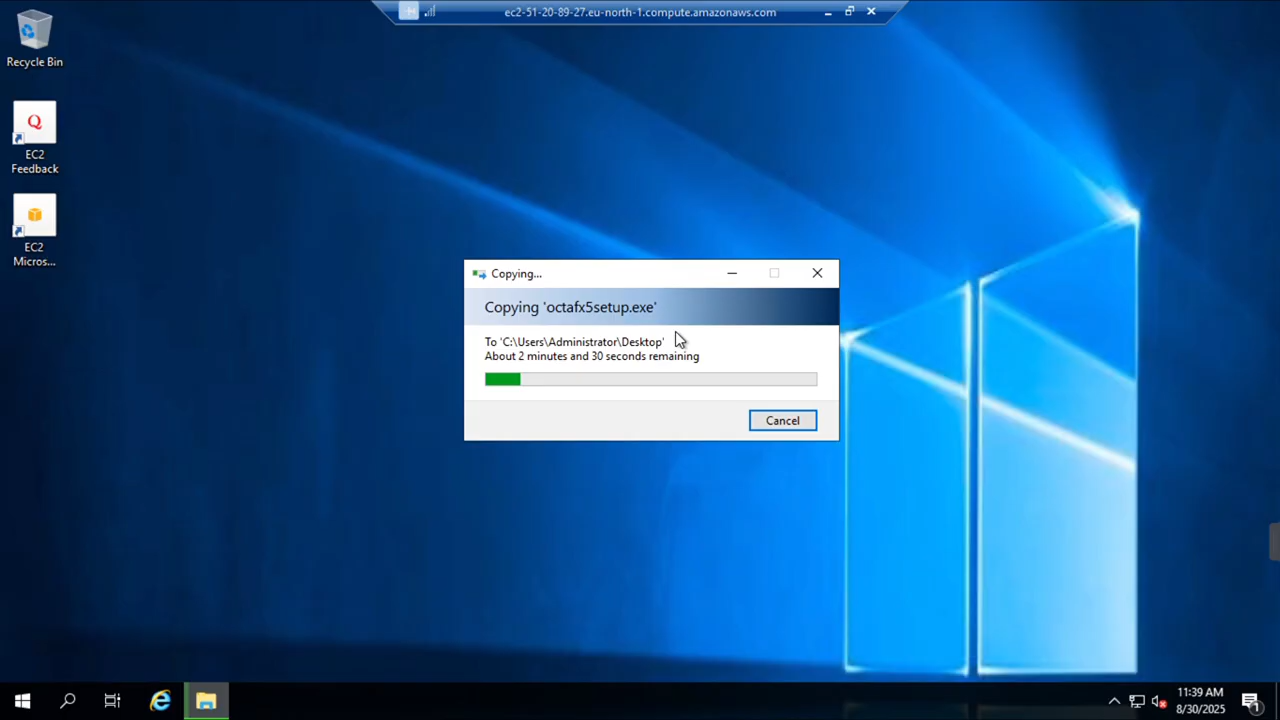 ec2-51-20-89-27.eu-north-1.compute.amazonaws.com
Recycle Bin
Q
EC2
Feedback
EC2
Micros...
Copying...
Copying 'octafx5setup.exe'
To 'C:\Users\Administrator\Desktop'
About 2 minutes and 30 seconds remaining
Cancel
11:39 AM
8/30/2025
1